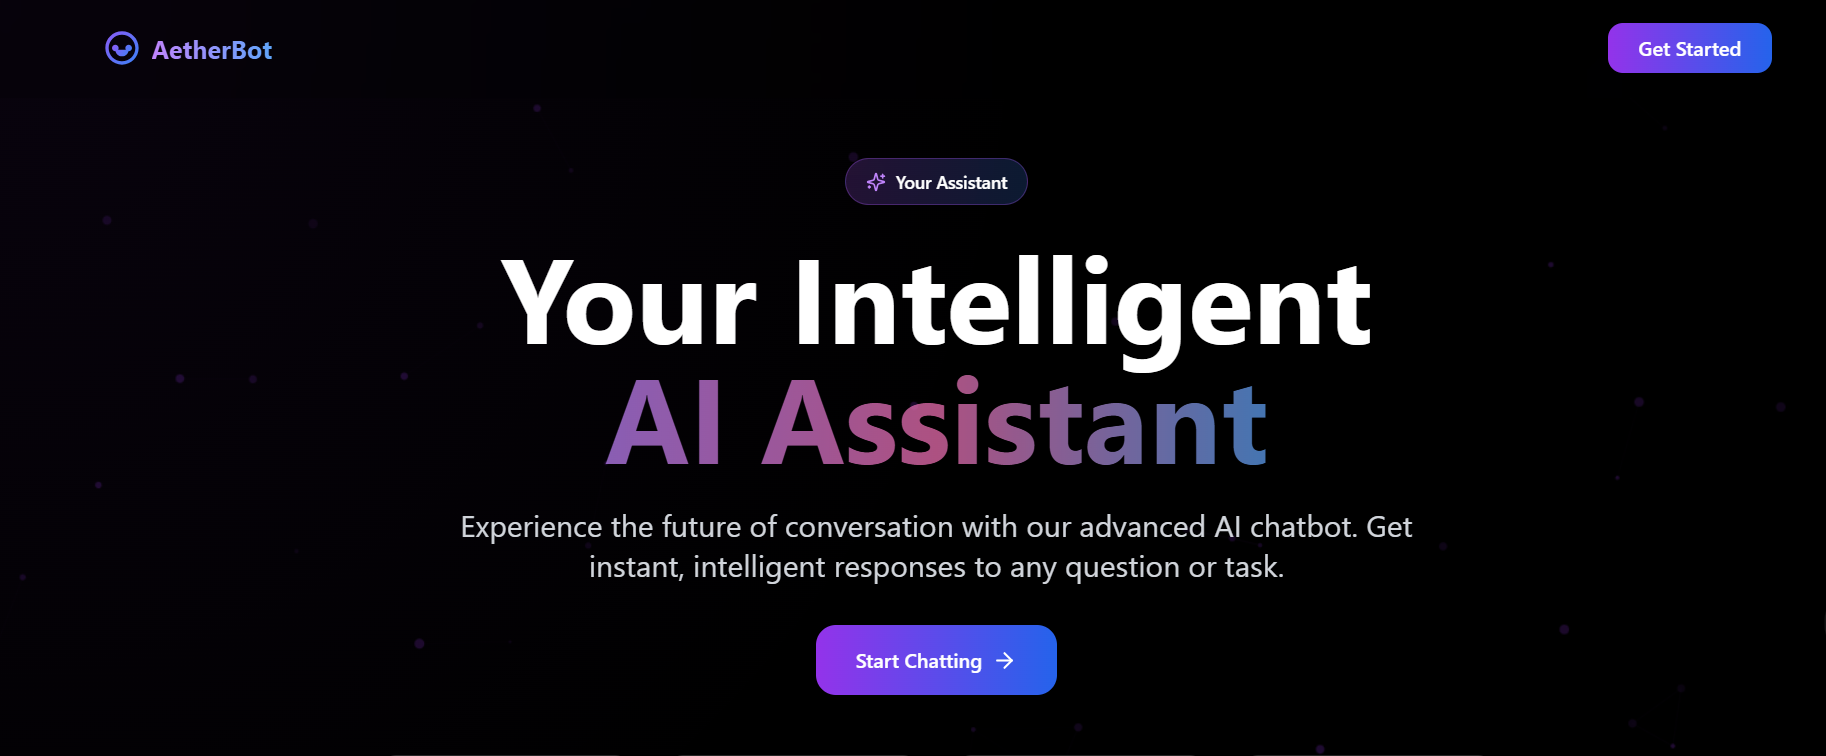 AetherBot
Get Started
Your Assistant
Your Intelligent
AI Assistant
Experience the future of conversation with our advanced AI chatbot. Get
instant, intelligent responses to any question or task.
Start Chatting